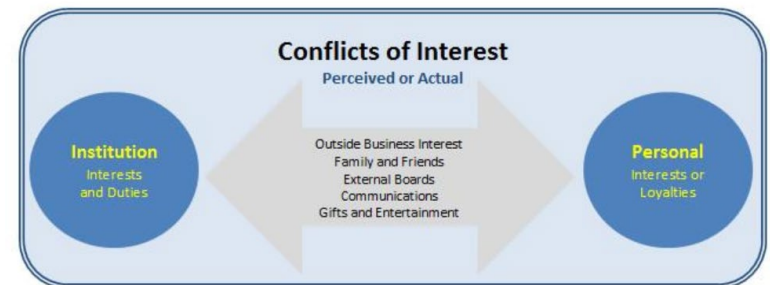 Conflicts of Interest
Perceived or Actual
Institution
Interests
and Duties
Outside Business Interest
Family and Friends
External Boards
Communications
Gifts and Entertainment
Personal
Interests or
Loyalties